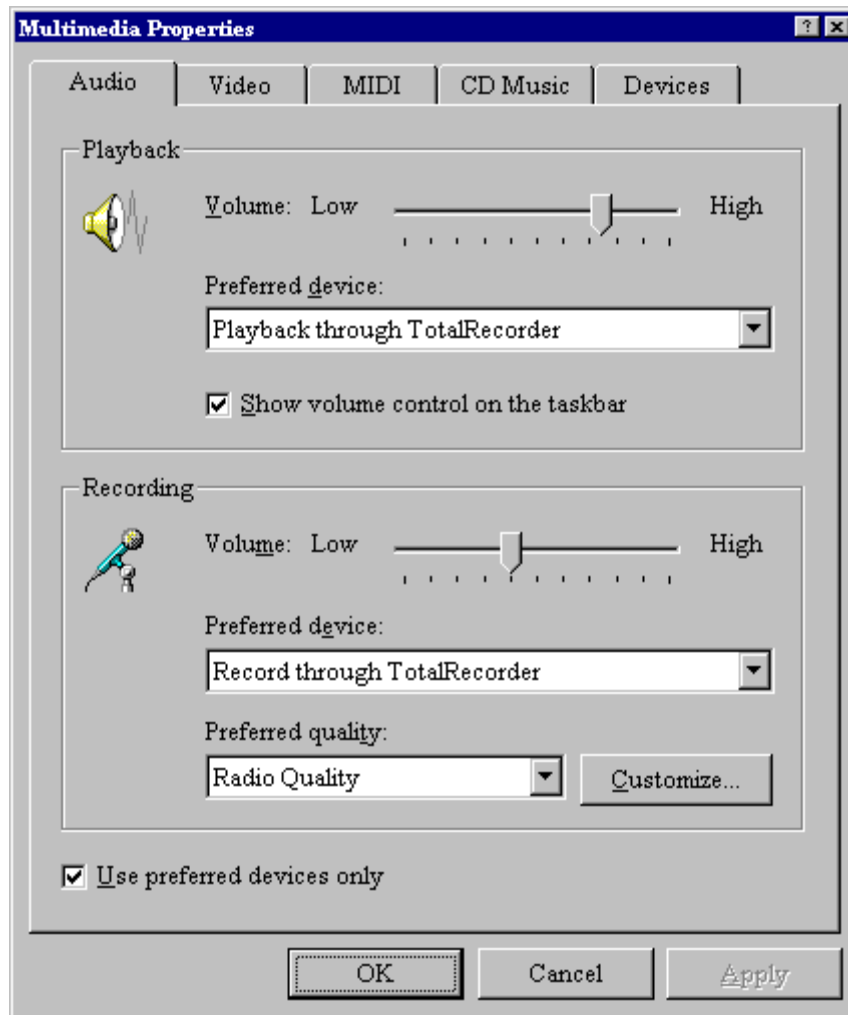 Multimedia Properties
Audio Video MIDI CD Music Devices
Playback
Volume: Low High
Preferred device:
Playback through TotalRecorder
Show volume control on the taskbar
Recording
Volume: Low High
Preferred device:
Record through TotalRecorder
Preferred quality:
Radio Quality Customize...
Use preferred devices only
OK Cancel Apply